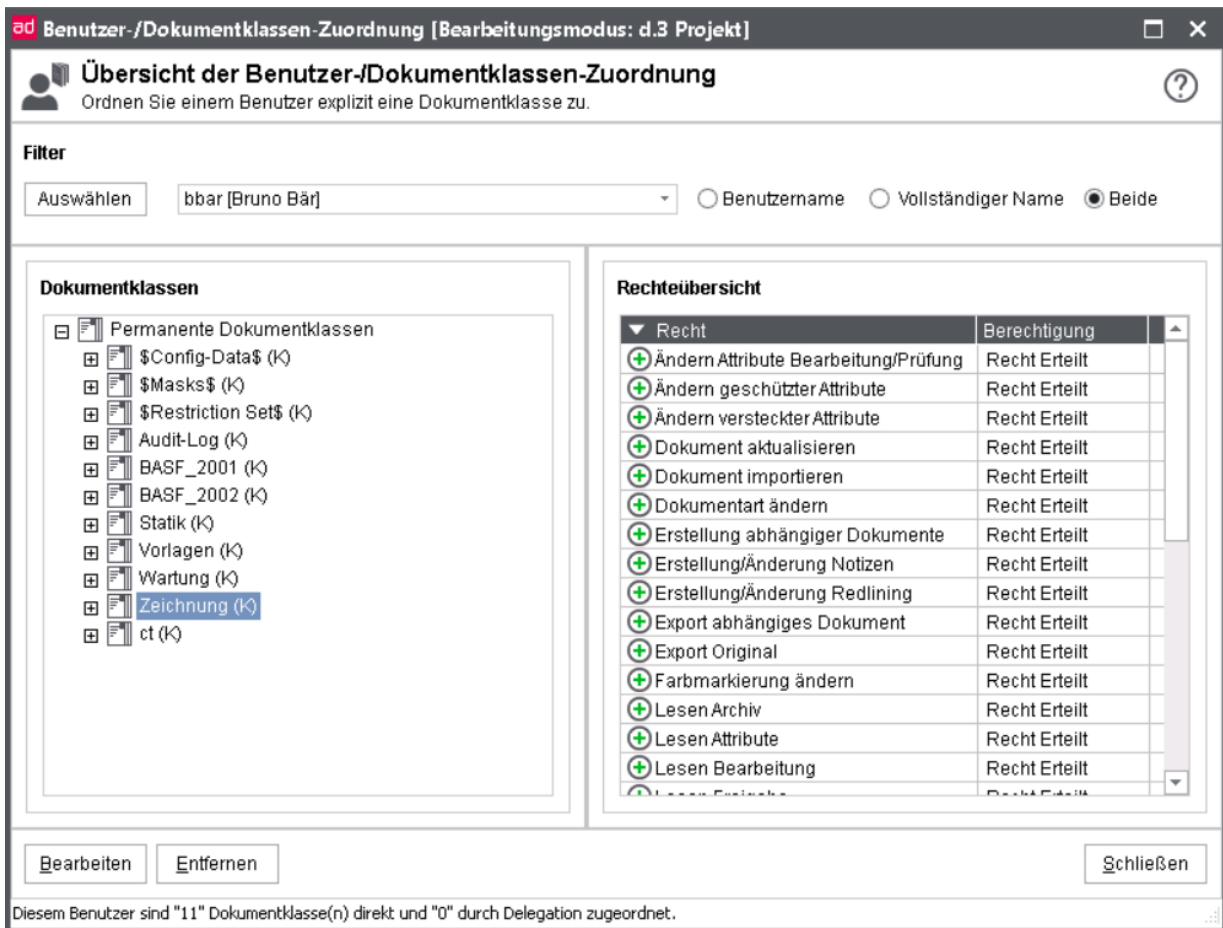 ad Benutzer-/Dokumentklassen-Zuordnung [Bearbeitungsmodus: d.3 Projekt]
Übersicht der Benutzer-/Dokumentklassen-Zuordnung
Ordnen Sie einem Benutzer explizit eine Dokumentklasse zu.
Filter
Auswählen bbar [Bruno Bär] Benutzername Vollständiger Name Beide
Dokumentklassen
Permanente Dokumentklassen
$Config-Data$ (K)
$Masks$ (K)
$Restriction Set$ (K)
Audit-Log (K)
BASF_2001 (K)
BASF_2002 (K)
Statik (K)
Vorlagen (K)
Wartung (K)
Zeichnung (K)
ct (K)
Rechteübersicht
Recht Berechtigung
Ändern Attribute Bearbeitung/Prüfung Recht Erteilt
Ändern geschützter Attribute Recht Erteilt
Ändern versteckter Attribute Recht Erteilt
Dokument aktualisieren Recht Erteilt
Dokument importieren Recht Erteilt
Dokumentart ändern Recht Erteilt
Erstellung abhängiger Dokumente Recht Erteilt
Erstellung/Änderung Notizen Recht Erteilt
Erstellung/Änderung Redlining Recht Erteilt
Export abhängiges Dokument Recht Erteilt
Export Original Recht Erteilt
Farbmarkierung ändern Recht Erteilt
Lesen Archiv Recht Erteilt
Lesen Attribute Recht Erteilt
Lesen Bearbeitung Recht Erteilt
Lesen Freigabe Recht Erteilt
Bearbeiten Entfernen Schließen
Diesem Benutzer sind "11" Dokumentklasse(n) direkt und "0" durch Delegation zugeordnet.